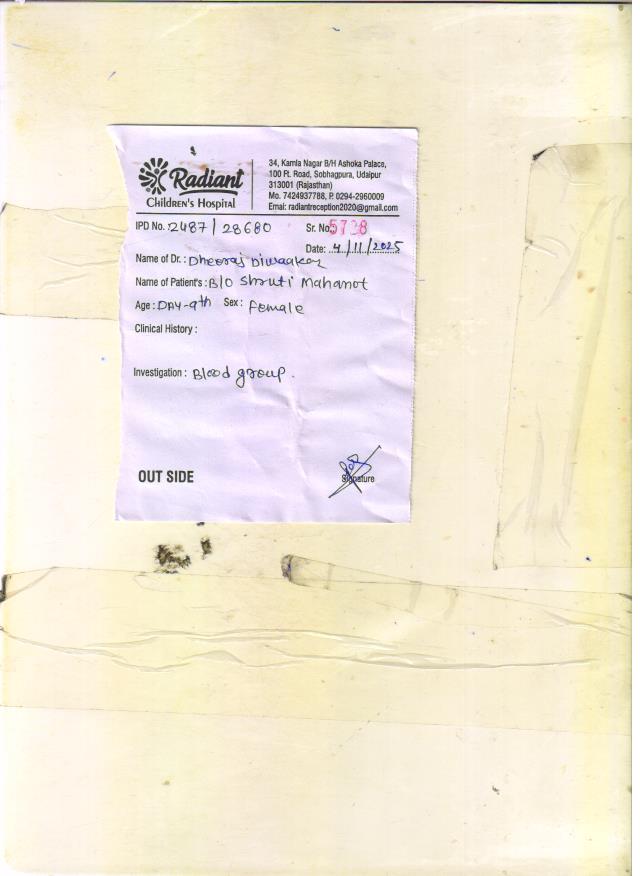 Radiant
Children's Hospital
34, Kamla Nagar B/H Ashoka Palace,
100 Ft. Road, Sobhagpura, Udaipur
313001 (Rajasthan)
Mo. 7424937788, P. 0294-2960009
Emai: radiantreception2020@gmail.com
IPD No. : 2487/28680 Sr. No. 5728
Date: 4/11/2025
Name of Dr. : Dheeraj Diwaakar
Name of Patient's : B/o Shruti Mahanot
Age : DAY-9th Sex : Female
Clinical History :
Investigation : Blood group.
OUT SIDE
Signature